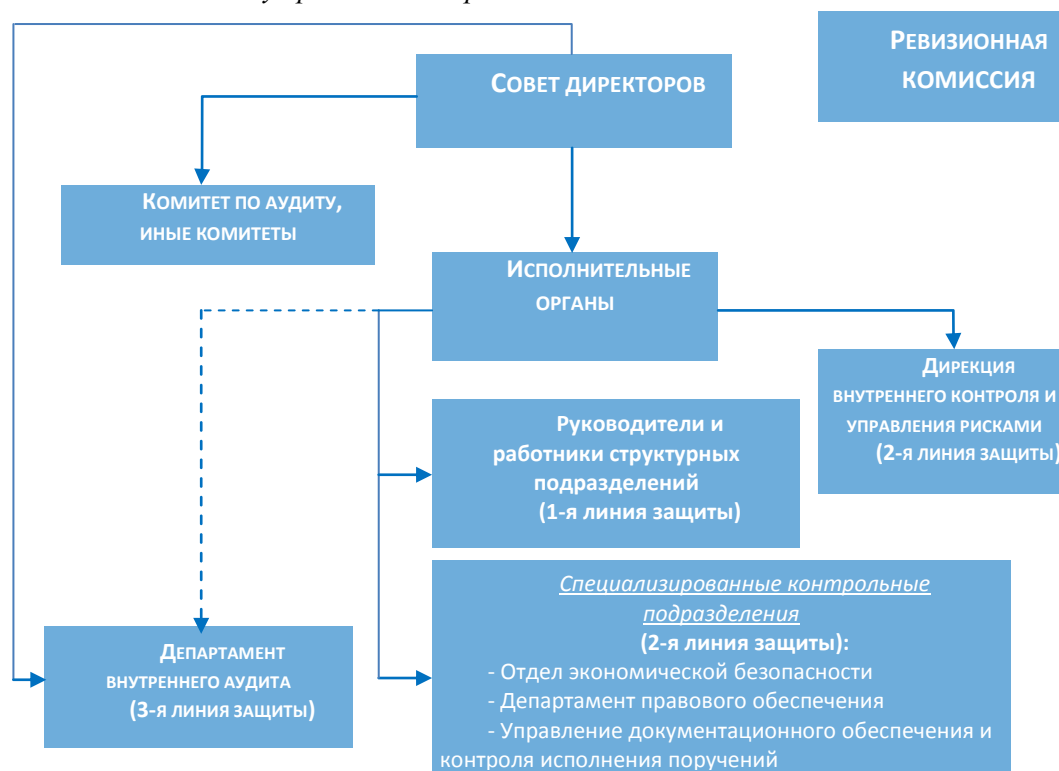 Ревизионная
комиссия
Совет директоров
Комитет по аудиту,
иные комитеты
Исполнительные
органы
Дирекция
внутреннего контроля и
управления рисками
(2-я линия защиты)
Руководители и
работники структурных
подразделений
(1-я линия защиты)
Специализированные контрольные
подразделения
(2-я линия защиты):
- Отдел экономической безопасности
- Департамент правового обеспечения
- Управление документационного обеспечения и
контроля исполнения поручений
Департамент
внутреннего аудита
(3-я линия защиты)